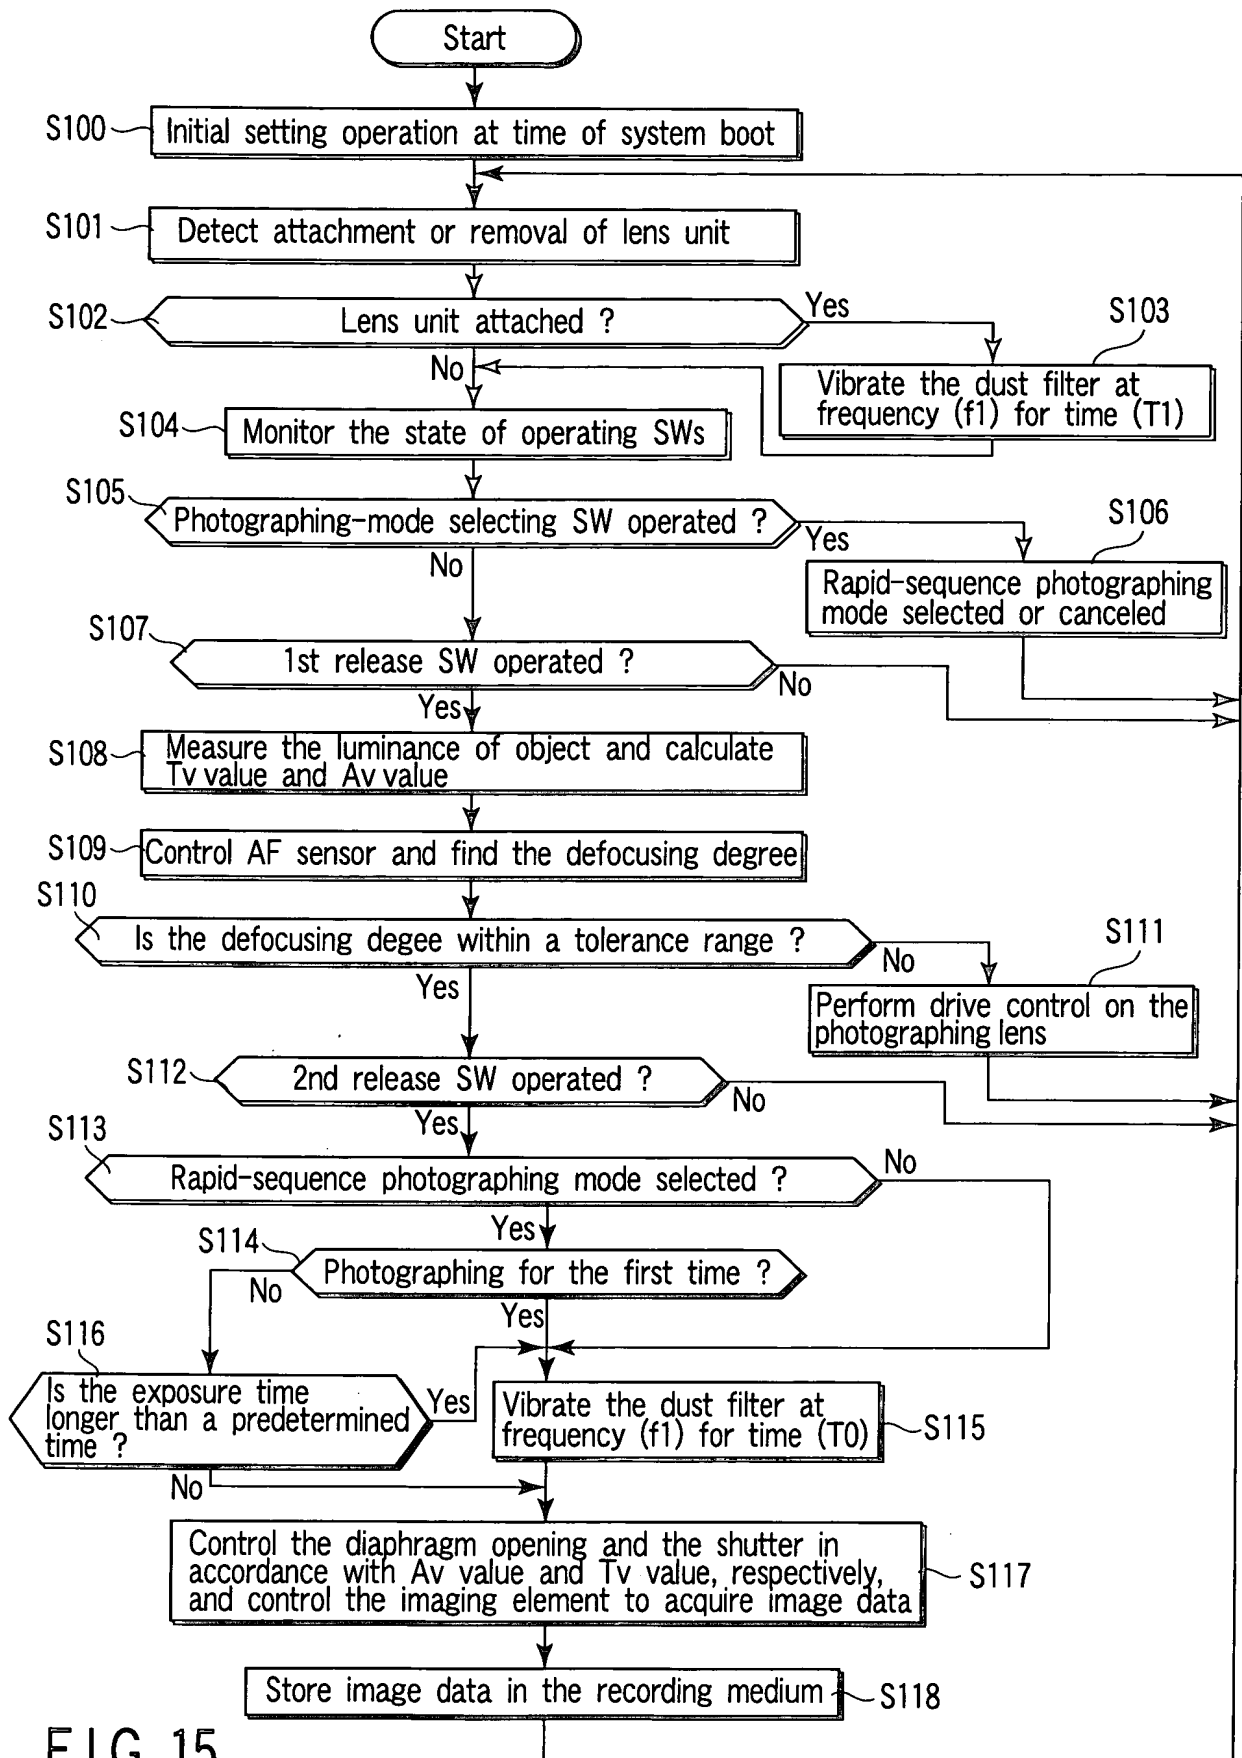 Start
S100
Initial setting operation at time of system boot
S101
Detect attachment or removal of lens unit
S102
Lens unit attached ?
Yes
No
S103
Vibrate the dust filter at
frequency (f1) for time (T1)
S104
Monitor the state of operating SWs
S105
Photographing-mode selecting SW operated ?
Yes
No
S106
Rapid-sequence photographing
mode selected or canceled
S107
1st release SW operated ?
No
Yes
S108
Measure the luminance of object and calculate
Tv value and Av value
S109
Control AF sensor and find the defocusing degree
S110
Is the defocusing degee within a tolerance range ?
No
Yes
S111
Perform drive control on the
photographing lens
S112
2nd release SW operated ?
No
Yes
S113
Rapid-sequence photographing mode selected ?
No
Yes
S114
Photographing for the first time ?
No
Yes
S116
Is the exposure time
longer than a predetermined
time ?
Yes
No
Vibrate the dust filter at
frequency (f1) for time (T0)
S115
Control the diaphragm opening and the shutter in
accordance with Av value and Tv value, respectively,
and control the imaging element to acquire image data
S117
Store image data in the recording medium
S118
FIG. 15